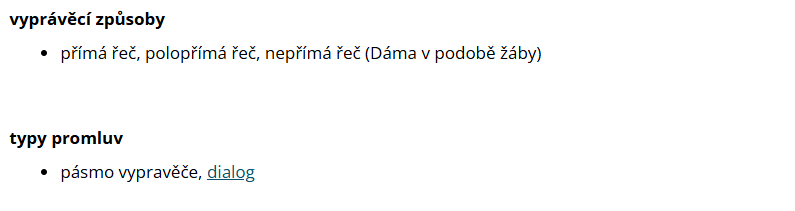 vyprávěcí způsoby
• přímá řeč, polopřímá řeč, nepřímá řeč (Dáma v podobě žáby)
typy promluv
• pásmo vypravěče, dialog